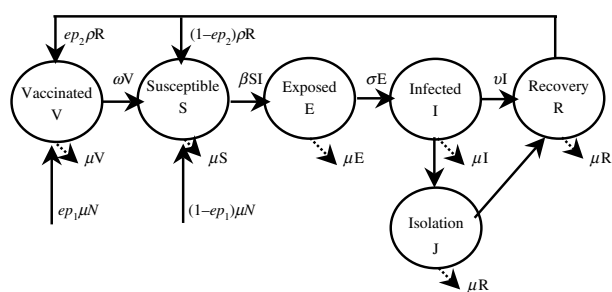 ep₂ρR
(1–ep₂)ρR
Vaccinated
V
ωV
Susceptible
S
βSI
Exposed
E
σE
Infected
I
υI
Recovery
R
μV
μS
μE
μI
μR
ep₁μN
(1–ep₁)μN
Isolation
J
μR